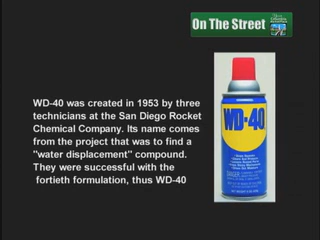 On The Street
WD-40 was created in 1953 by three
technicians at the San Diego Rocket
Chemical Company. Its name comes
from the project that was to find a
"water displacement" compound.
They were successful with the
fortieth formulation, thus WD-40
WD-40